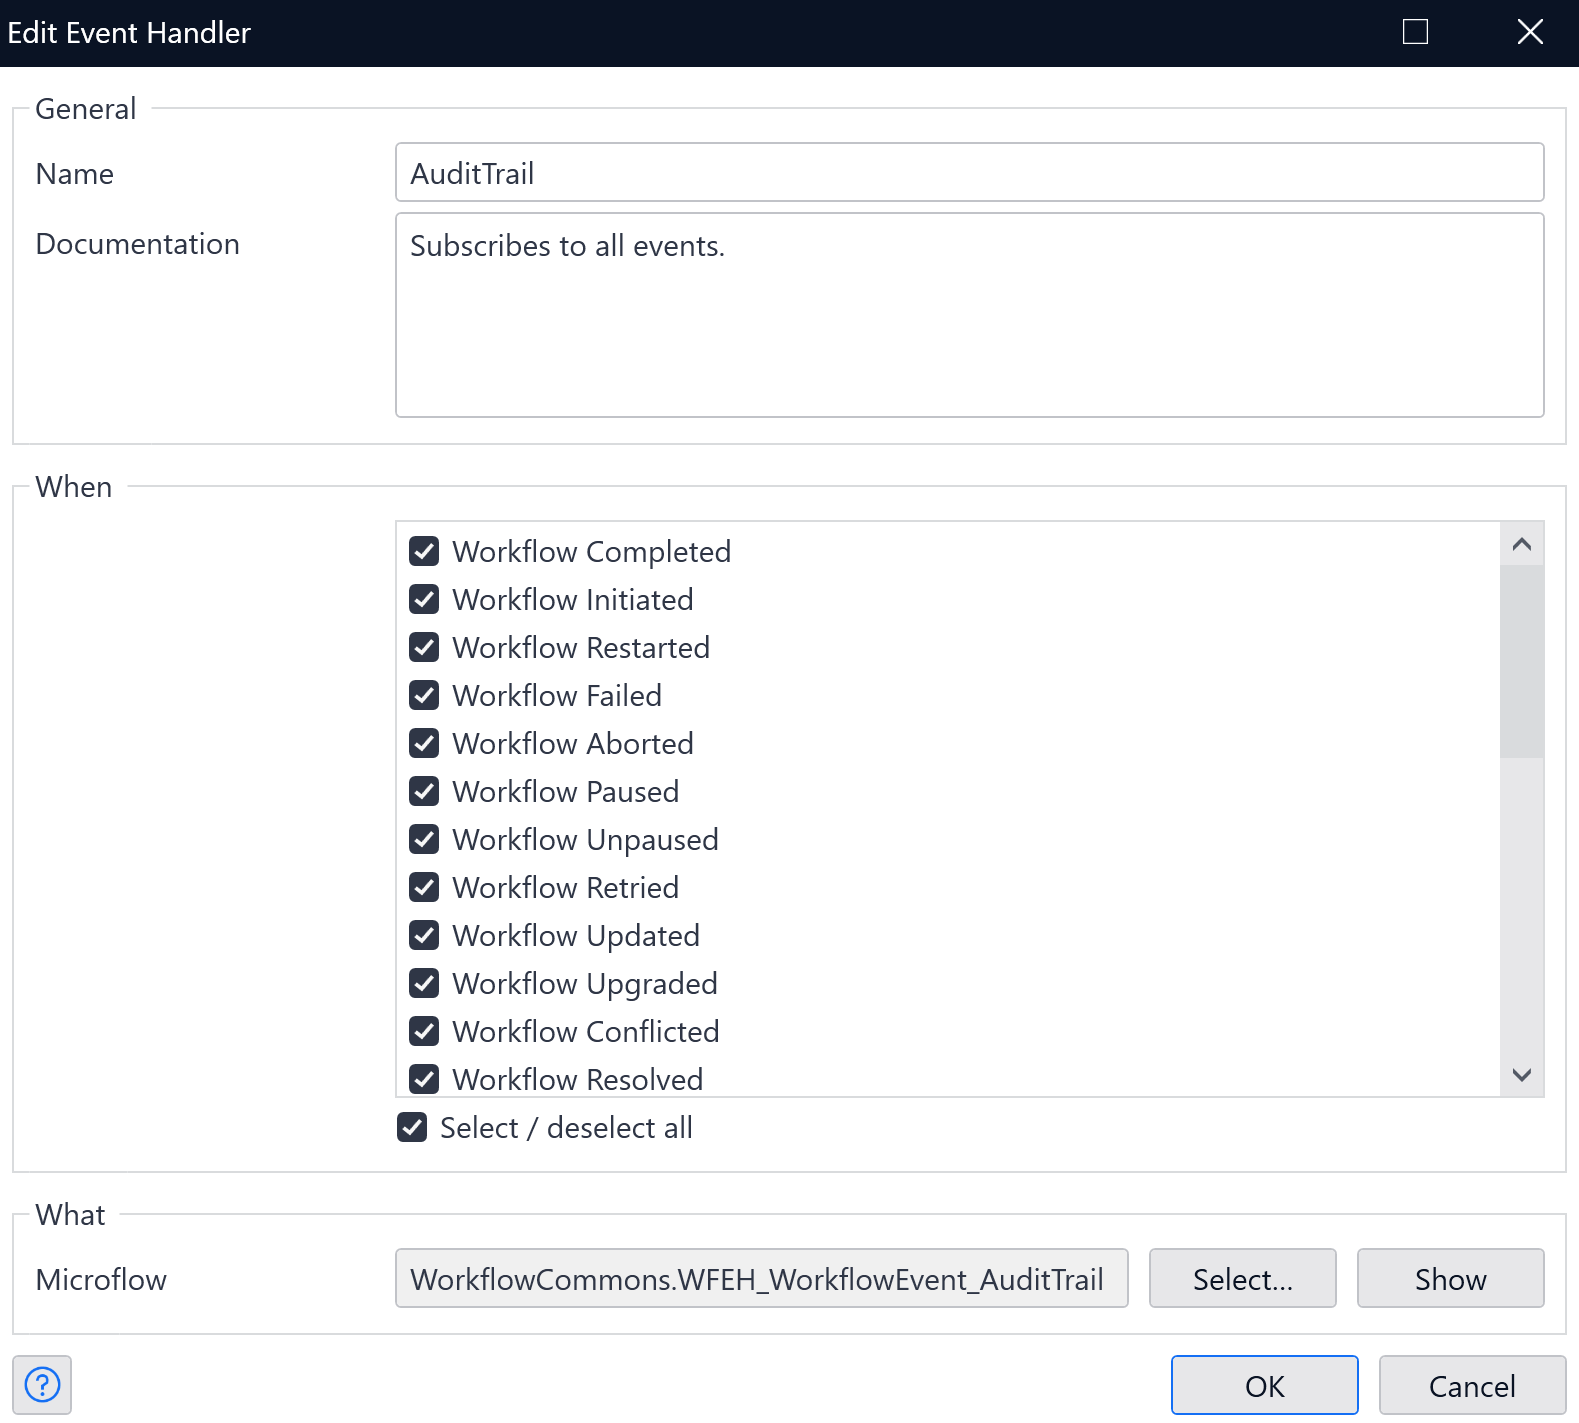 Edit Event Handler
General
Name
AuditTrail
Documentation
Subscribes to all events.
When
Workflow Completed
Workflow Initiated
Workflow Restarted
Workflow Failed
Workflow Aborted
Workflow Paused
Workflow Unpaused
Workflow Retried
Workflow Updated
Workflow Upgraded
Workflow Conflicted
Workflow Resolved
Select / deselect all
What
Microflow
WorkflowCommons.WFEH_WorkflowEvent_AuditTrail
Select...
Show
?
OK
Cancel